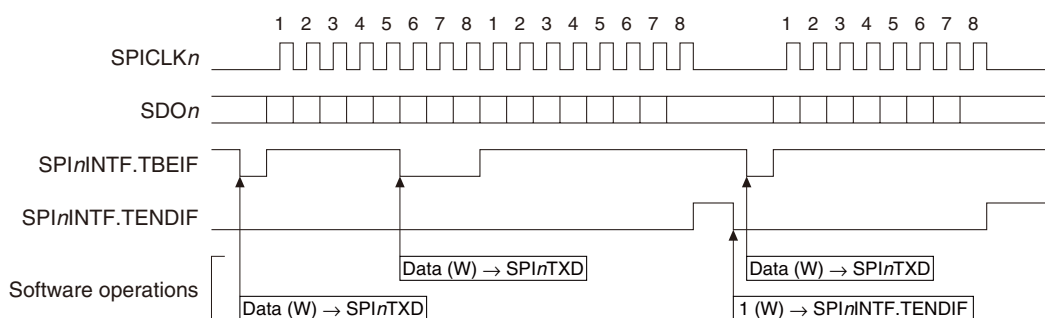 1 2 3 4 5 6 7 8 1 2 3 4 5 6 7 8 1 2 3 4 5 6 7 8
SPICLKn
SDOn
SPInINTF.TBEIF
SPInINTF.TENDIF
Data (W) → SPInTXD
Data (W) → SPInTXD
Software operations
Data (W) → SPInTXD
1 (W) → SPInINTF.TENDIF